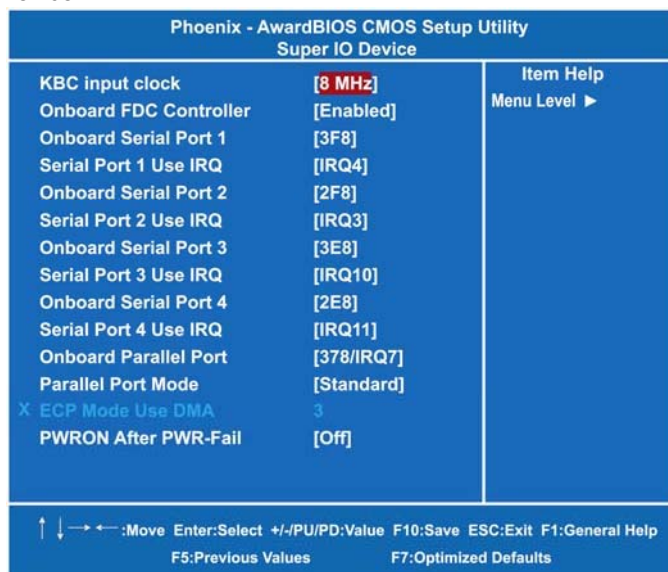 Phoenix - AwardBIOS CMOS Setup Utility
Super IO Device
KBC input clock [8 MHz]
Onboard FDC Controller [Enabled]
Onboard Serial Port 1 [3F8]
Serial Port 1 Use IRQ [IRQ4]
Onboard Serial Port 2 [2F8]
Serial Port 2 Use IRQ [IRQ3]
Onboard Serial Port 3 [3E8]
Serial Port 3 Use IRQ [IRQ10]
Onboard Serial Port 4 [2E8]
Serial Port 4 Use IRQ [IRQ11]
Onboard Parallel Port [378/IRQ7]
Parallel Port Mode [Standard]
X ECP Mode Use DMA 3
PWRON After PWR-Fail [Off]
Item Help
Menu Level ►
↑ ↓ → ← :Move Enter:Select +/-/PU/PD:Value F10:Save ESC:Exit F1:General Help
F5:Previous Values F7:Optimized Defaults